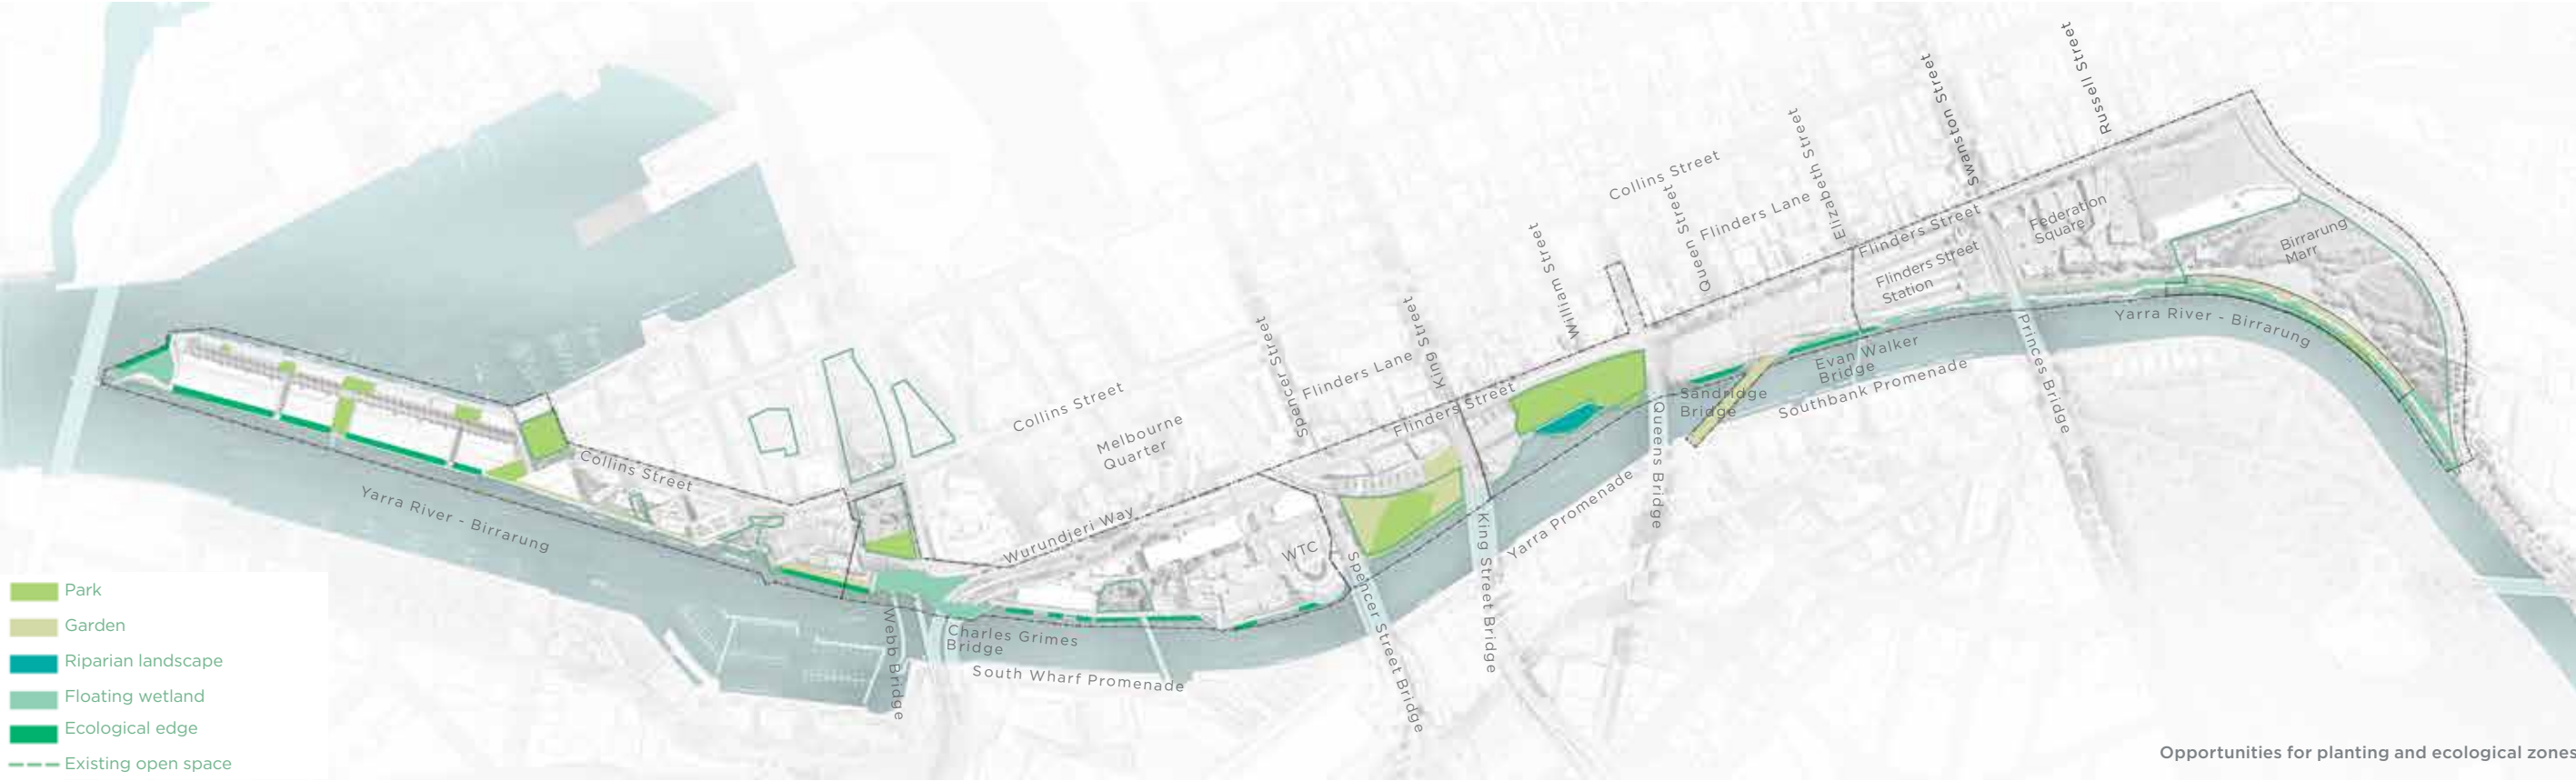 Russell Street
Swanston Street
Elizabeth Street
Collins Street
Queen Street
Flinders Lane
Flinders Street
Federation
Square
Birrarung
Marr
Flinders Street
Station
William Street
King Street
Spencer Street
Flinders Lane
Flinders Street
Collins Street
Melbourne
Quarter
Yarra River - Birrarung
Princes Bridge
Evan Walker
Bridge
Southbank Promenade
Sandridge
Bridge
Queens Bridge
Yarra Promenade
King Street Bridge
Spencer Street Bridge
WTC
Wurundjeri Way
Collins Street
Yarra River - Birrarung
Webb Bridge
Charles Grimes
Bridge
South Wharf Promenade
Park
Garden
Riparian landscape
Floating wetland
Ecological edge
Existing open space
Opportunities for planting and ecological zones